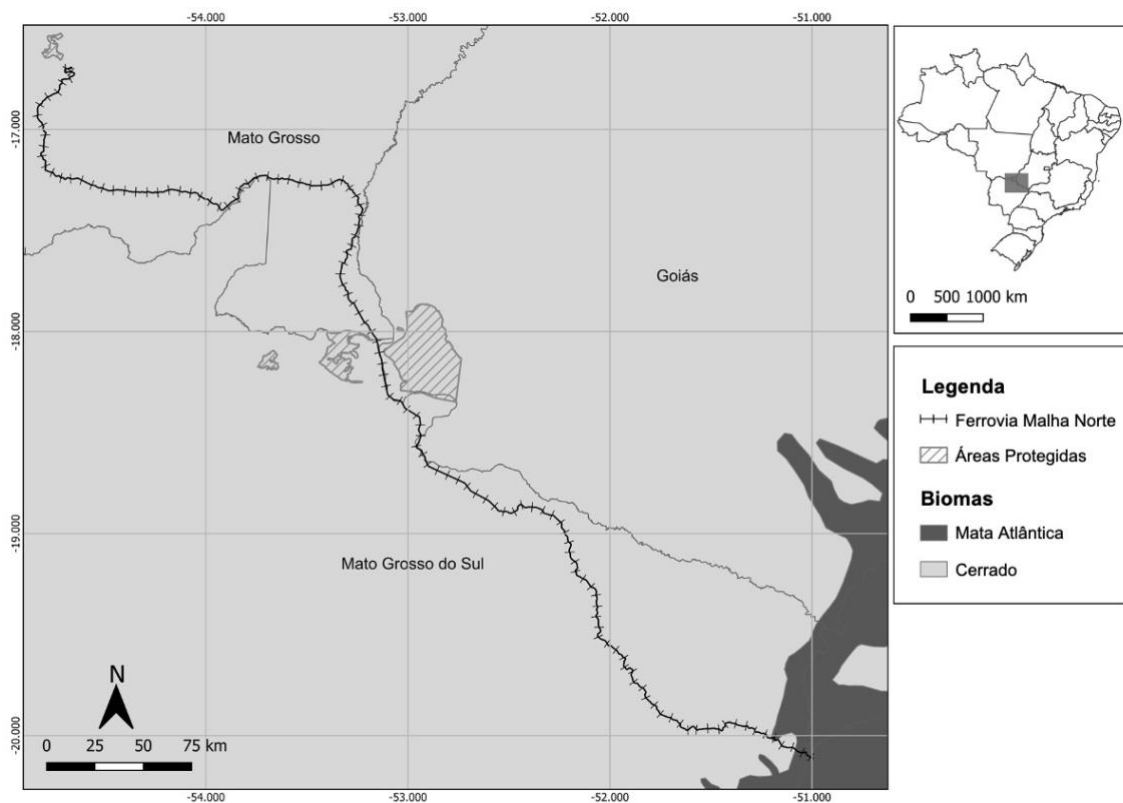 -54.000 -53.000 -52.000 -51.000
-17.000
Mato Grosso
Goiás
-18.000
-19.000
Mato Grosso do Sul
-20.000
N
0 25 50 75 km
-54.000 -53.000 -52.000 -51.000
0 500 1000 km
Legenda
Ferrovia Malha Norte
Áreas Protegidas
Biomas
Mata Atlântica
Cerrado